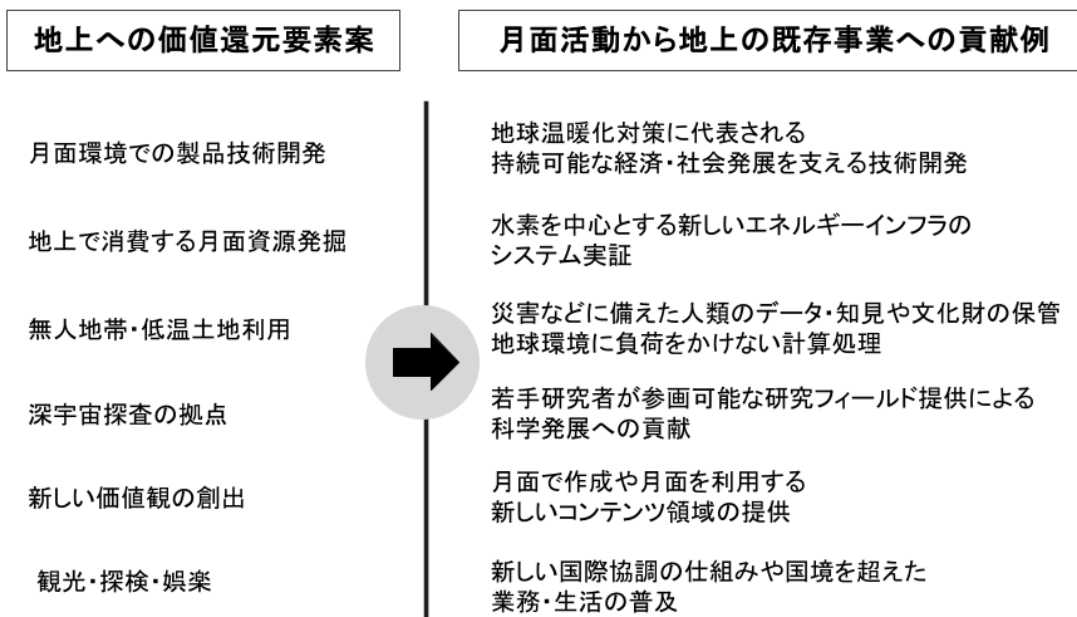 地上への価値還元要素案
月面活動から地上の既存事業への貢献例
月面環境での製品技術開発
地球温暖化対策に代表される
持続可能な経済・社会発展を支える技術開発
地上で消費する月面資源発掘
水素を中心とする新しいエネルギーインフラの
システム実証
無人地帯・低温土地利用
災害などに備えた人類のデータ・知見や文化財の保管
地球環境に負荷をかけない計算処理
深宇宙探査の拠点
若手研究者が参画可能な研究フィールド提供による
科学発展への貢献
新しい価値観の創出
月面で作成や月面を利用する
新しいコンテンツ領域の提供
観光・探検・娯楽
新しい国際協調の仕組みや国境を超えた
業務・生活の普及